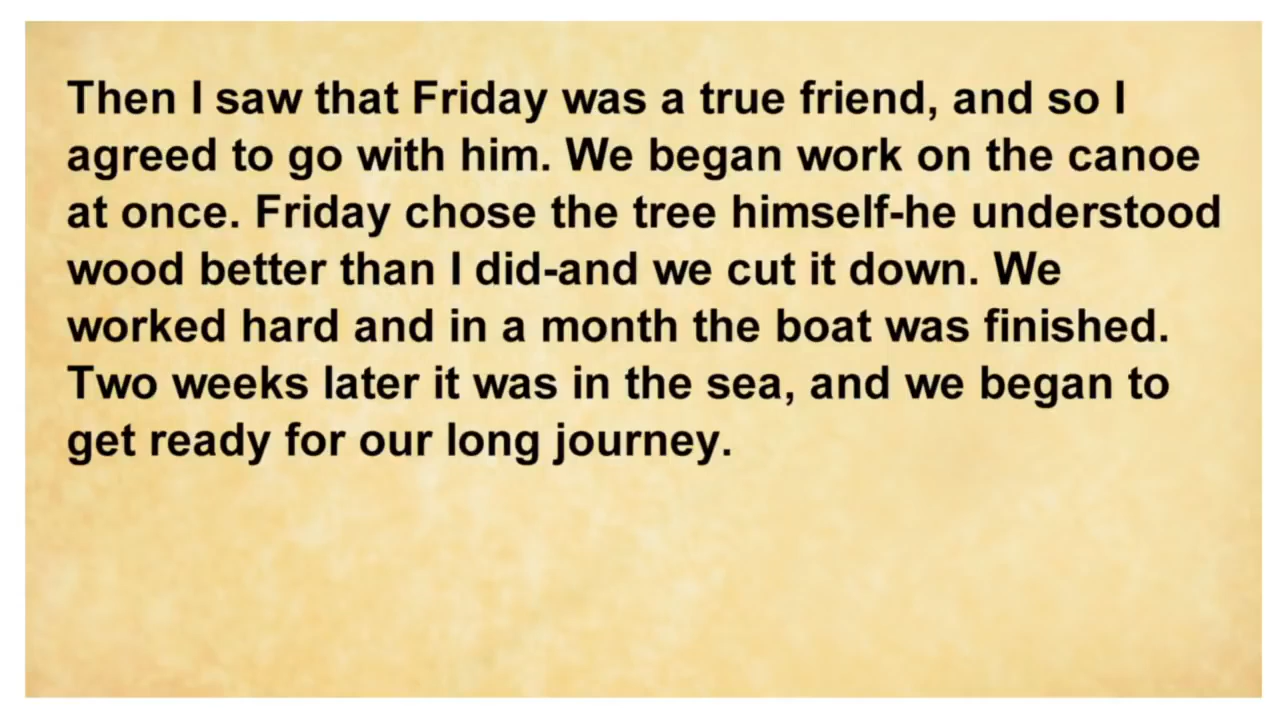 Then I saw that Friday was a true friend, and so I
agreed to go with him. We began work on the canoe
at once. Friday chose the tree himself-he understood
wood better than I did-and we cut it down. We
worked hard and in a month the boat was finished.
Two weeks later it was in the sea, and we began to
get ready for our long journey.